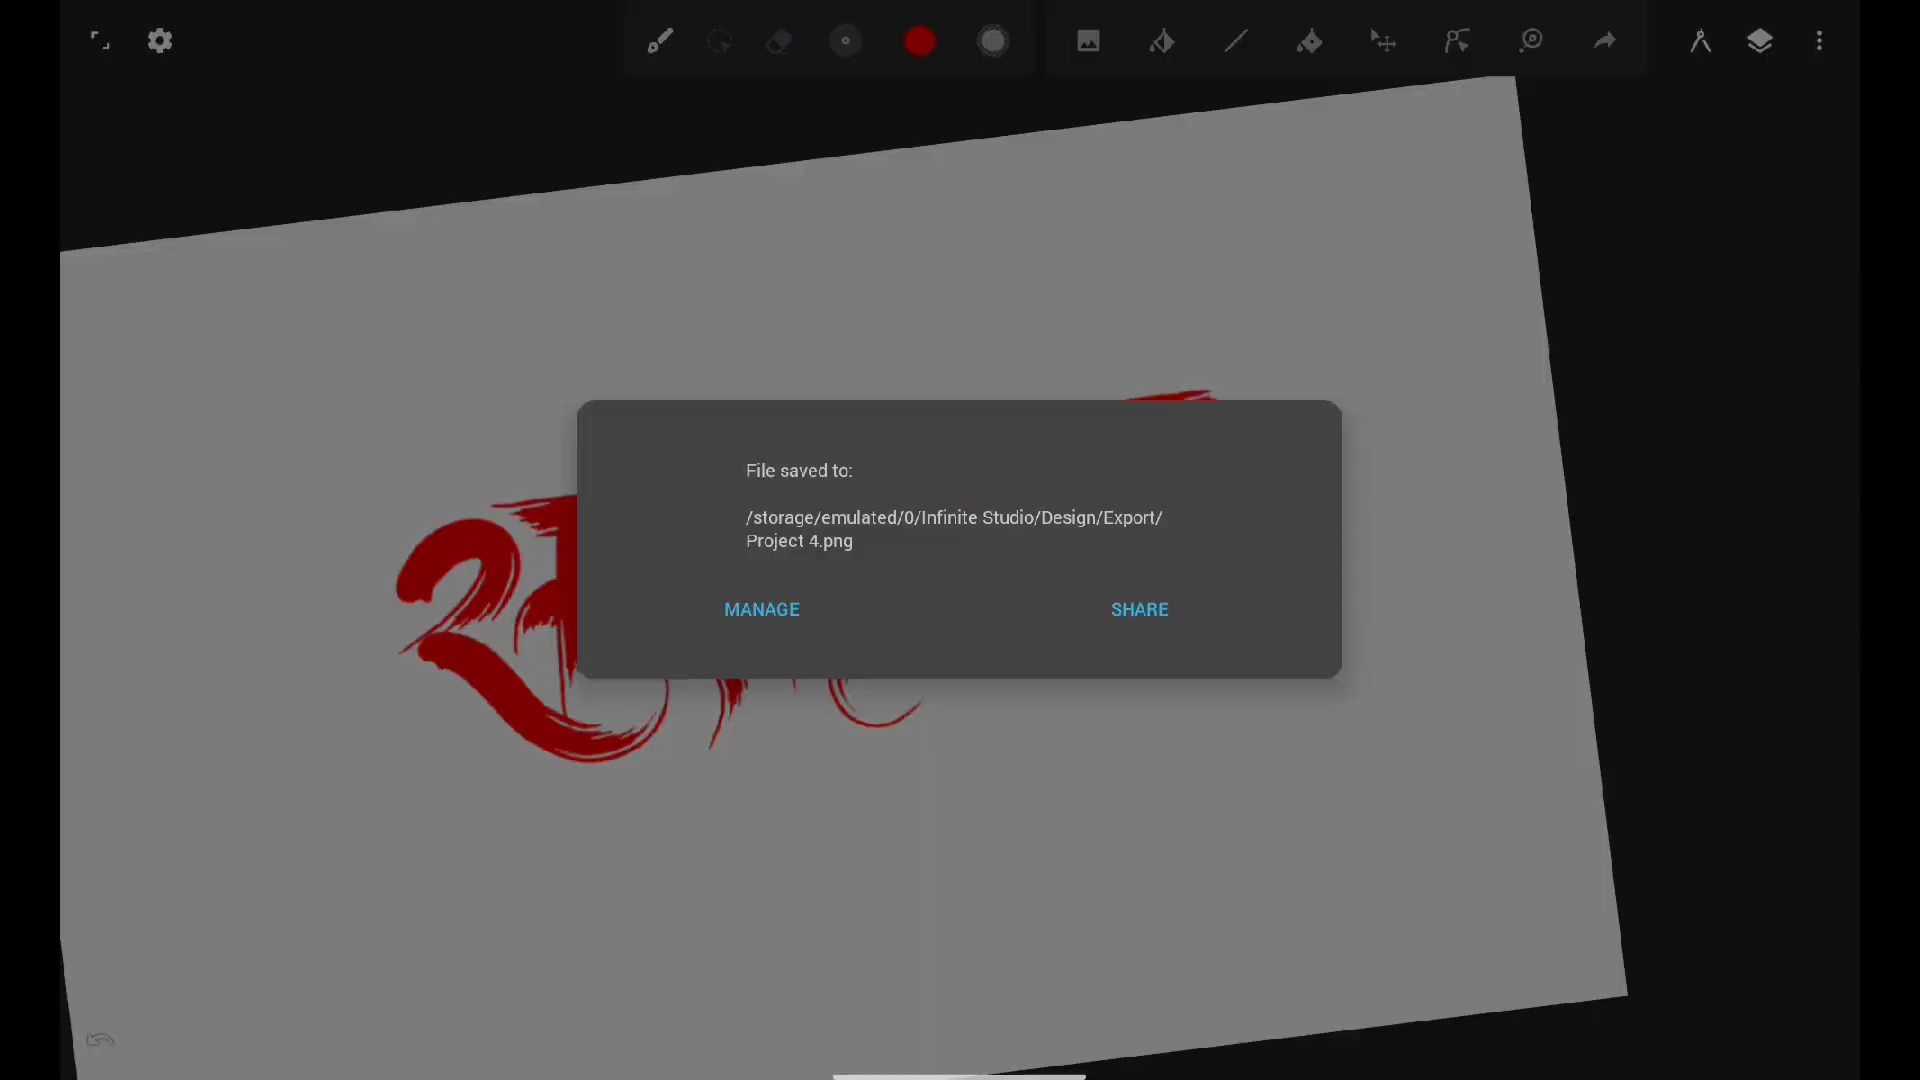 File saved to:
/storage/emulated/0/Infinite Studio/Design/Export/
Project 4.png
MANAGE
SHARE